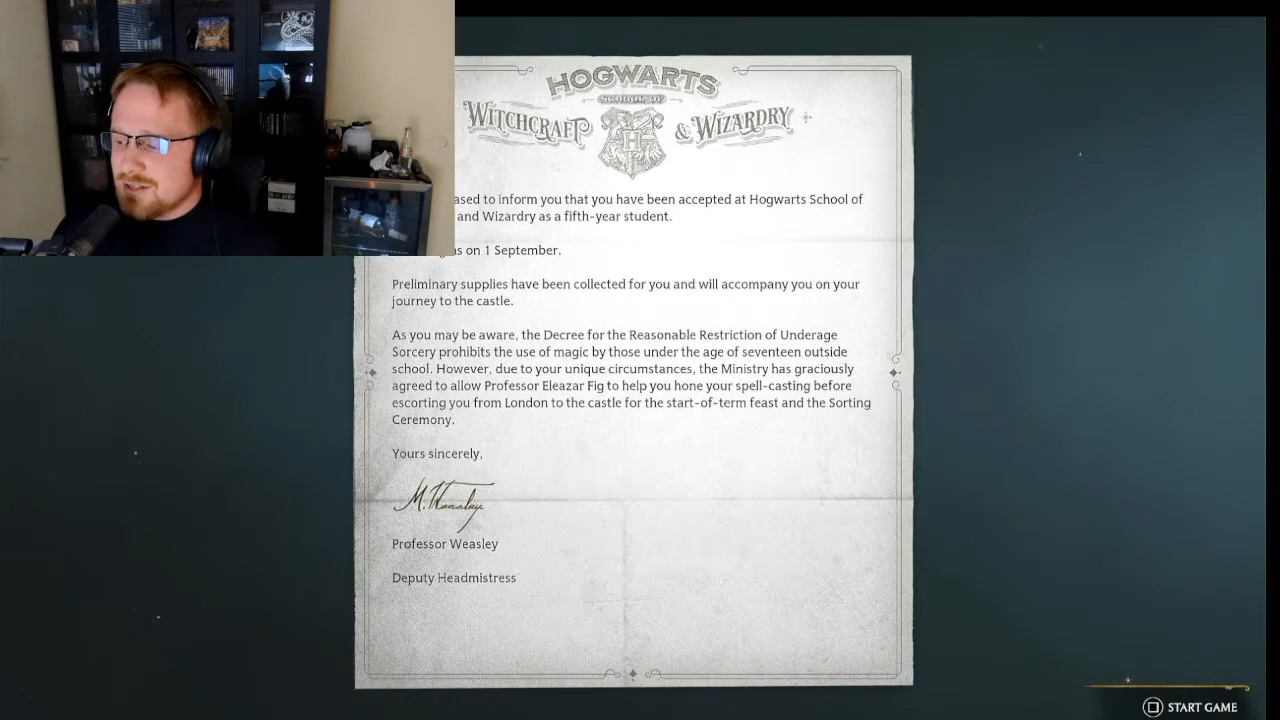 HOGWARTS
SCHOOL OF
WITCHCRAFT & WIZARDRY
H
to inform you that you have been accepted at Hogwarts School of
and Wizardry as a fifth-year student.
on 1 September.
Preliminary supplies have been collected for you and will accompany you on your
journey to the castle.
As you may be aware, the Decree for the Reasonable Restriction of Underage
Sorcery prohibits the use of magic by those under the age of seventeen outside
school. However, due to your unique circumstances, the Ministry has graciously
agreed to allow Professor Eleazar Fig to help you hone your spell-casting before
escorting you from London to the castle for the start-of-term feast and the Sorting
Ceremony.
Yours sincerely,
M. Weasley
Professor Weasley
Deputy Headmistress
START GAME